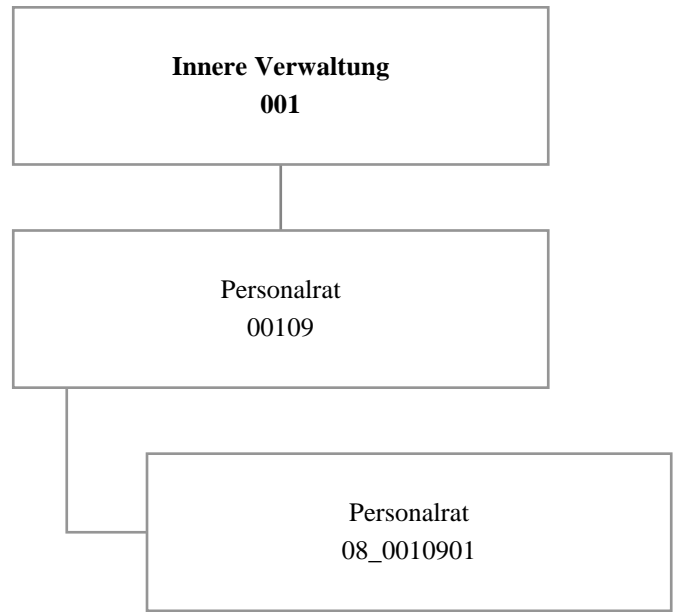 Innere Verwaltung
001
Personalrat
00109
Personalrat
08_0010901